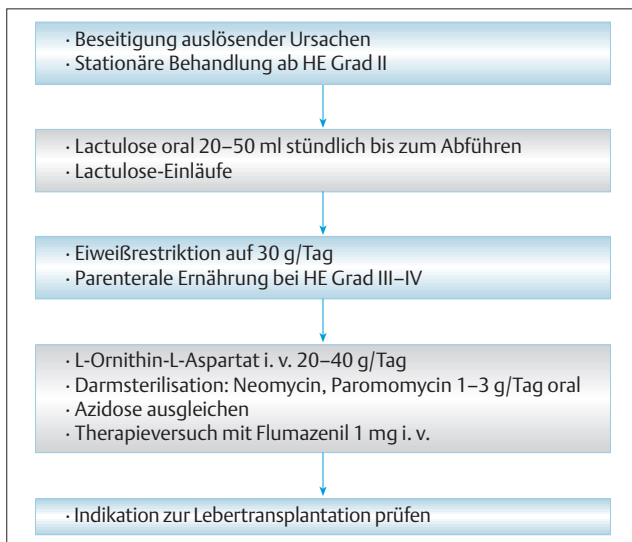 · Beseitigung auslösender Ursachen
· Stationäre Behandlung ab HE Grad II
· Lactulose oral 20–50 ml stündlich bis zum Abführen
· Lactulose-Einläufe
· Eiweißrestriktion auf 30 g/Tag
· Parenterale Ernährung bei HE Grad III–IV
· L-Ornithin-L-Aspartat i. v. 20–40 g/Tag
· Darmsterilisation: Neomycin, Paromomycin 1–3 g/Tag oral
· Azidose ausgleichen
· Therapieversuch mit Flumazenil 1 mg i. v.
· Indikation zur Lebertransplantation prüfen